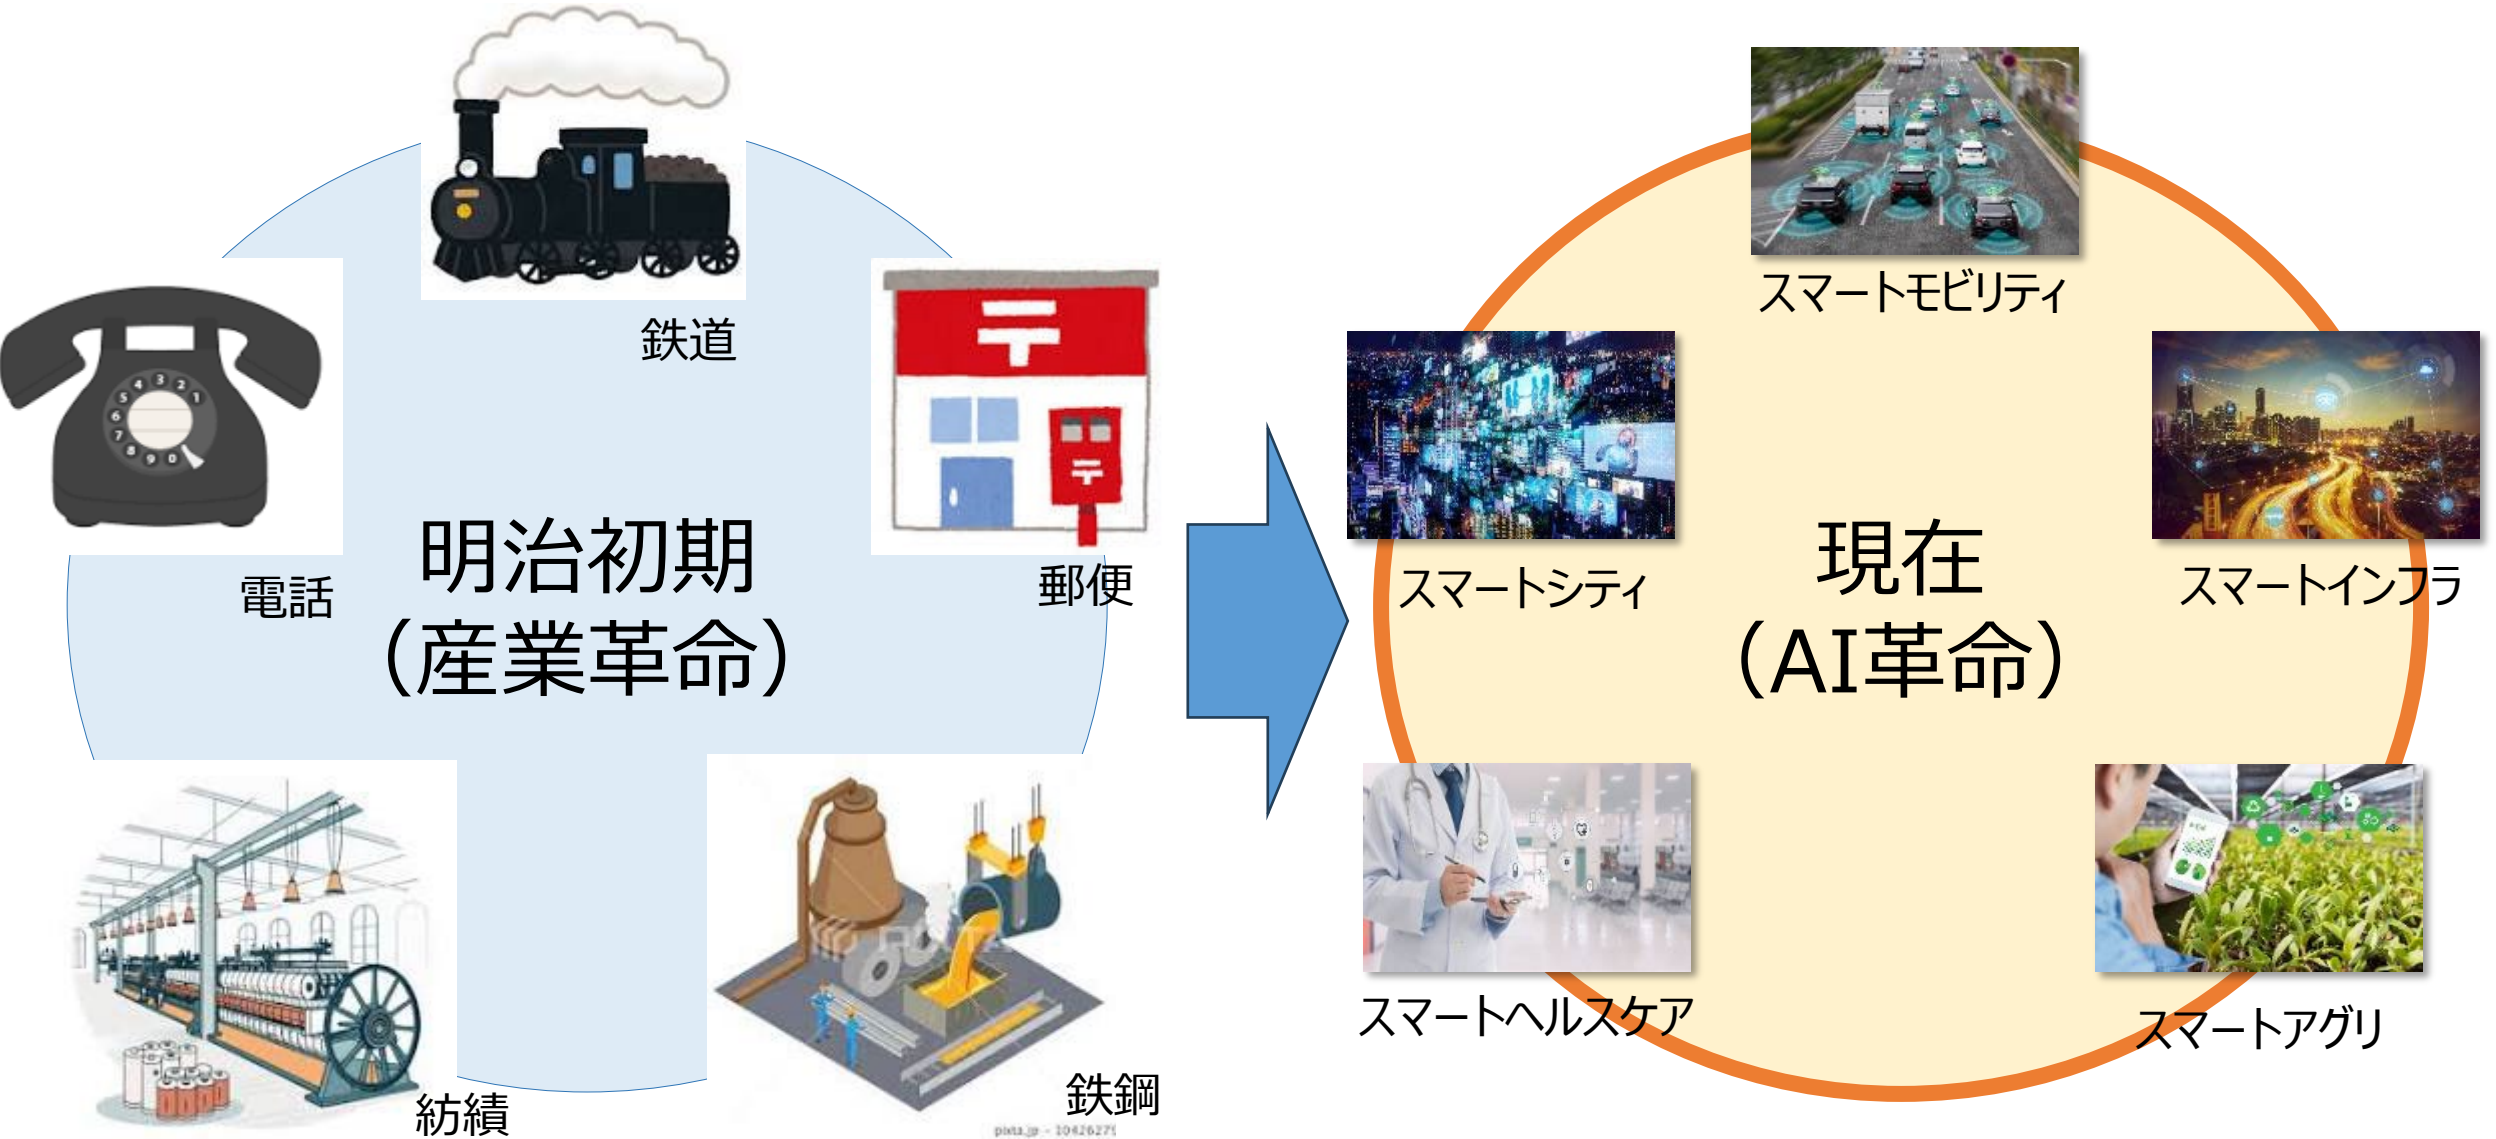 鉄道
電話
郵便
明治初期
（産業革命）
紡績
鉄鋼
pixta.jp - 10426279
スマートモビリティ
スマートシティ
スマートインフラ
現在
（AI革命）
スマートヘルスケア
スマートアグリ